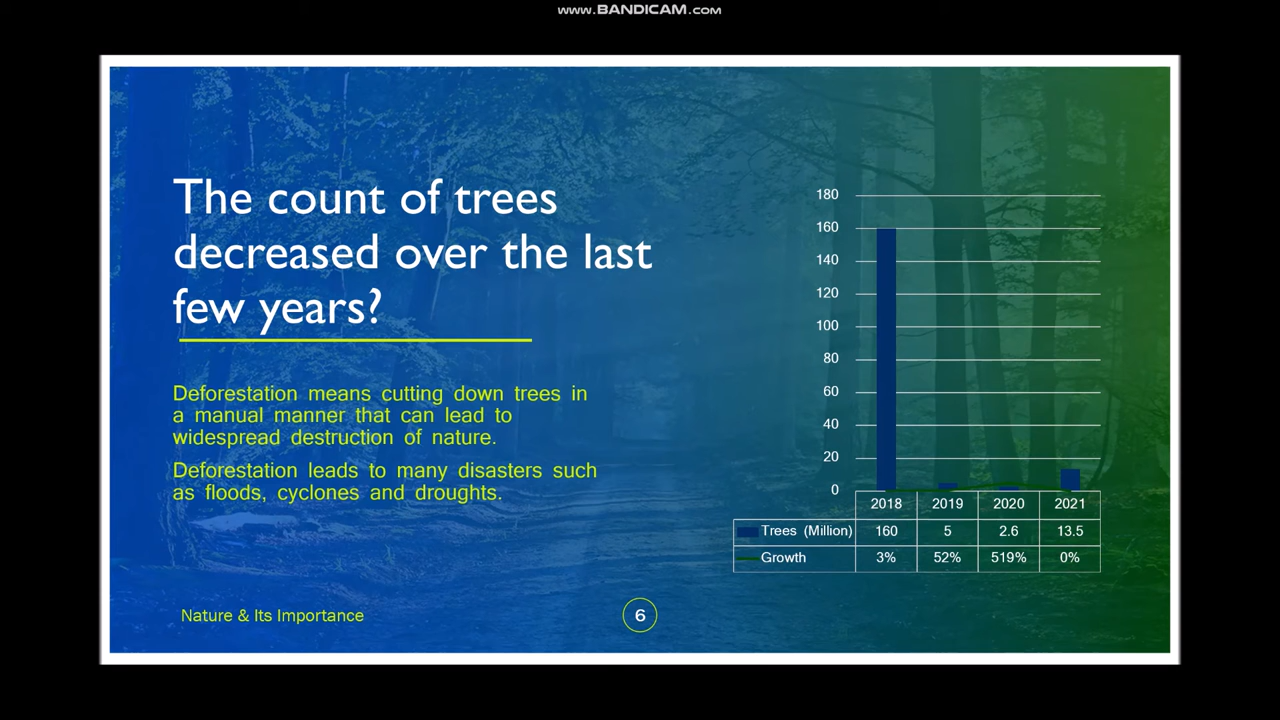 www.BANDICAM.com
The count of trees
decreased over the last
few years?
Deforestation means cutting down trees in
a manual manner that can lead to
widespread destruction of nature.
Deforestation leads to many disasters such
as floods, cyclones and droughts.
180
160
140
120
100
80
60
40
20
0
2018 2019 2020 2021
Trees (Million) 160 5 2.6 13.5
Growth 3% 52% 519% 0%
Nature & Its Importance
6